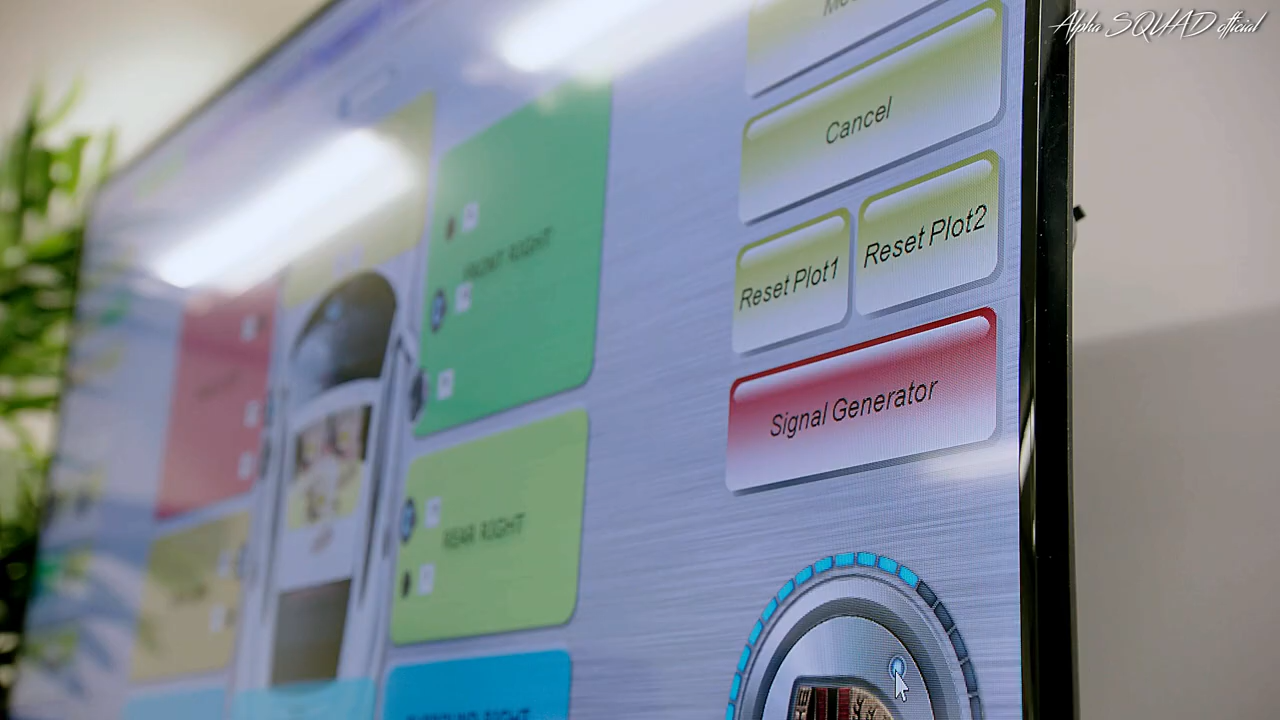 Alpha SQUAD official
Cancel
Reset Plot1
Reset Plot2
Signal Generator
FRONT RIGHT
REAR RIGHT